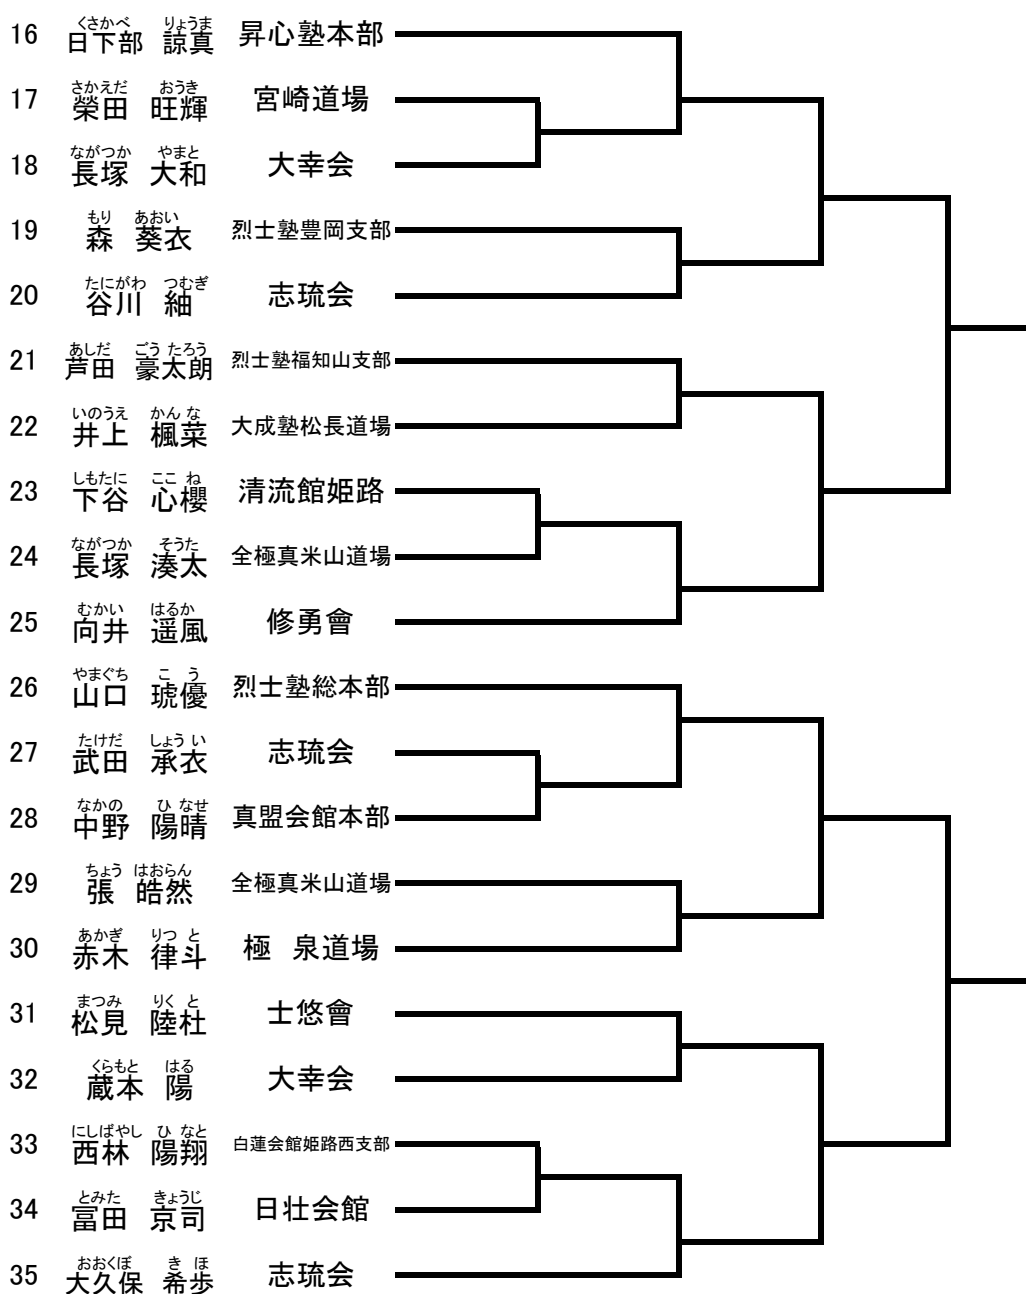 くさかべ りょうま
16 日下部 諒真 昇心塾本部
さかえだ おうき
17 榮田 旺輝 宮崎道場
ながつか やまと
18 長塚 大和 大幸会
もり あおい
19 森 葵衣 烈士塾豊岡支部
たにがわ つむぎ
20 谷川 紬 志琉会
あしだ ごう たろう
21 芦田 豪太朗 烈士塾福知山支部
いのうえ かん な
22 井上 楓菜 大成塾松長道場
しもたに ここ ね
23 下谷 心櫻 清流館姫路
ながつか そうた
24 長塚 湊太 全極真米山道場
むかい はるか
25 向井 遥風 修勇會
やまぐち こ う
26 山口 琥優 烈士塾総本部
たけだ しょう い
27 武田 承衣 志琉会
なかの ひ なせ
28 中野 陽晴 真盟会館本部
ちょう はおらん
29 張 皓然 全極真米山道場
あかぎ りつ と
30 赤木 律斗 極 泉道場
まつみ りく と
31 松見 陸杜 士悠會
くらもと はる
32 蔵本 陽 大幸会
にしばやし ひ なと
33 西林 陽翔 白蓮会館姫路西支部
とみた きょうじ
34 冨田 京司 日壮会館
おおくぼ き ほ
35 大久保 希歩 志琉会